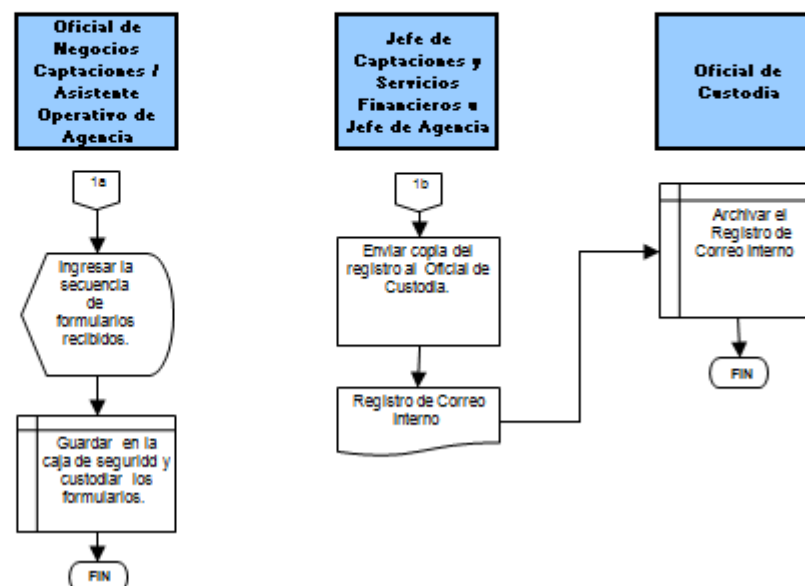 Oficial de
Negocios
Captaciones /
Asistente
Operativo de
Agencia
1a
Ingresar la
secuencia
de
formularios
recibidos.
Guardar en la
caja de seguridd y
custodiar los
formularios.
FIN
Jefe de
Captaciones y
Servicios
Financieros u
Jefe de Agencia
1b
Enviar copia del
registro al Oficial de
Custodia.
Registro de Correo
Interno
Oficial de
Custodia
Archivar el
Registro de
Correo Interno
FIN